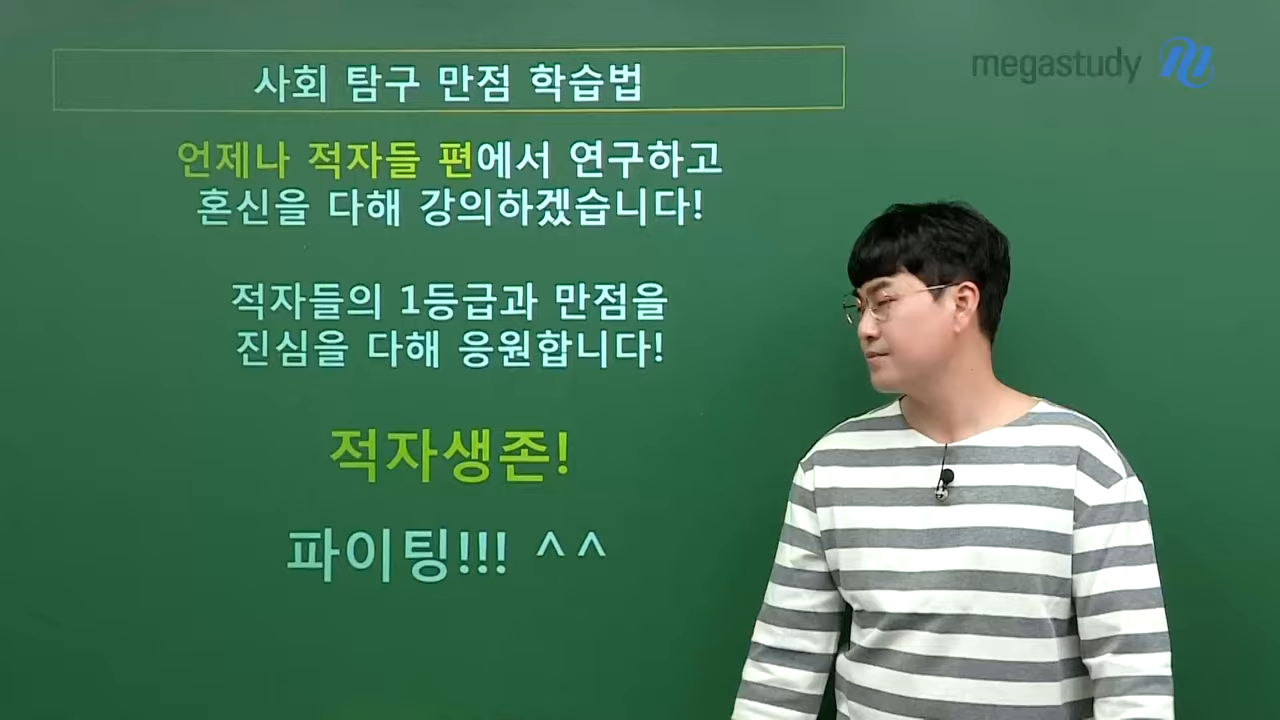 사회 탐구 만점 학습법
megastudy
언제나 적자들 편에서 연구하고
혼신을 다해 강의하겠습니다!
적자들의 1등급과 만점을
진심을 다해 응원합니다!
적자생존!
파이팅!!! ^^